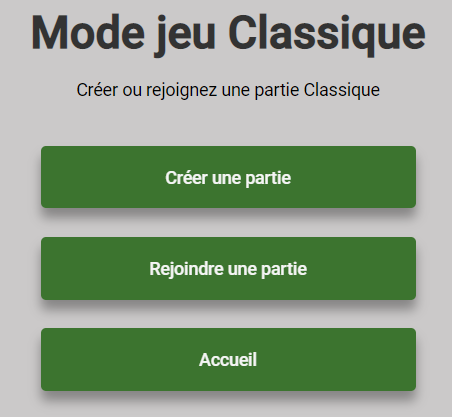 Mode jeu Classique
Créer ou rejoignez une partie Classique
Créer une partie
Rejoindre une partie
Accueil